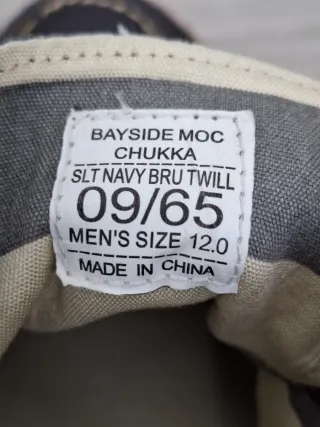 BAYSIDE MOC
CHUKKA
SLT NAVY BRU TWILL
09/65
MEN'S SIZE 12.0
MADE IN CHINA